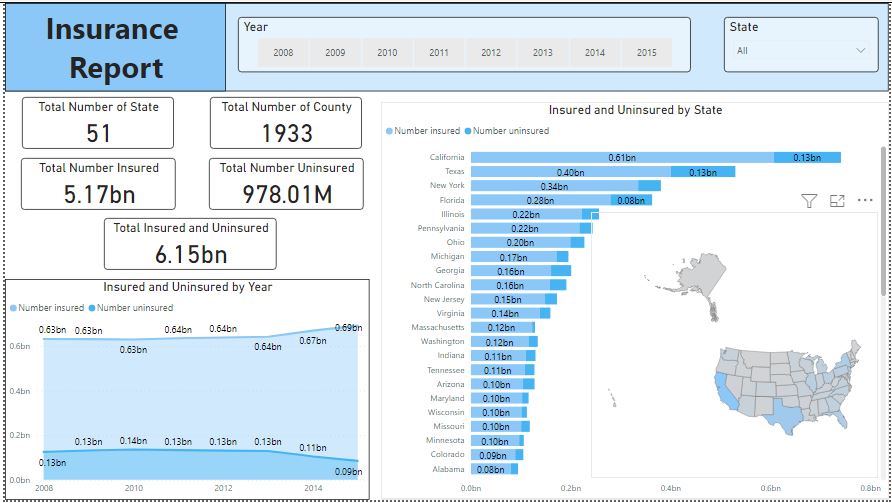 Insurance
Report
Year
2008 2009 2010 2011 2012 2013 2014 2015
State
All
Total Number of State
51
Total Number of County
1933
Total Number Insured
5.17bn
Total Number Uninsured
978.01M
Total Insured and Uninsured
6.15bn
Insured and Uninsured by Year
Number insured Number uninsured
0.63bn 0.63bn 0.63bn 0.64bn 0.64bn 0.64bn 0.67bn 0.69bn
0.6bn
0.4bn
0.2bn
0.13bn 0.13bn 0.14bn 0.13bn 0.13bn 0.13bn 0.11bn 0.09bn
0.0bn
2008 2010 2012 2014
Insured and Uninsured by State
Number insured Number uninsured
California 0.61bn 0.13bn
Texas 0.40bn 0.13bn
New York 0.34bn
Florida 0.28bn 0.08bn
Illinois 0.22bn
Pennsylvania 0.22bn
Ohio 0.20bn
Michigan 0.17bn
Georgia 0.16bn
North Carolina 0.16bn
New Jersey 0.15bn
Virginia 0.14bn
Massachusetts 0.12bn
Washington 0.12bn
Indiana 0.11bn
Tennessee 0.11bn
Arizona 0.10bn
Maryland 0.10bn
Wisconsin 0.10bn
Missouri 0.10bn
Minnesota 0.10bn
Colorado 0.09bn
Alabama 0.08bn
0.0bn 0.2bn 0.4bn 0.6bn 0.8bn